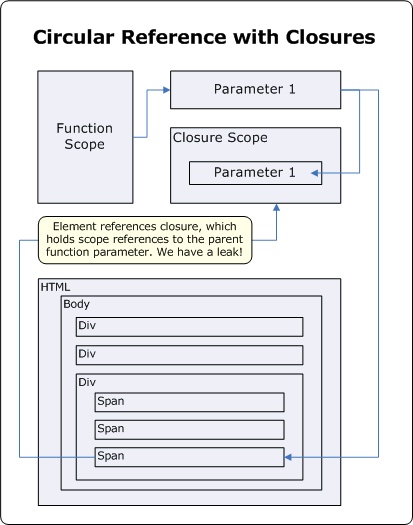 Circular Reference with Closures
Function
Scope
Parameter 1
Closure Scope
Parameter 1
Element references closure, which
holds scope references to the parent
function parameter. We have a leak!
HTML
Body
Div
Div
Div
Span
Span
Span